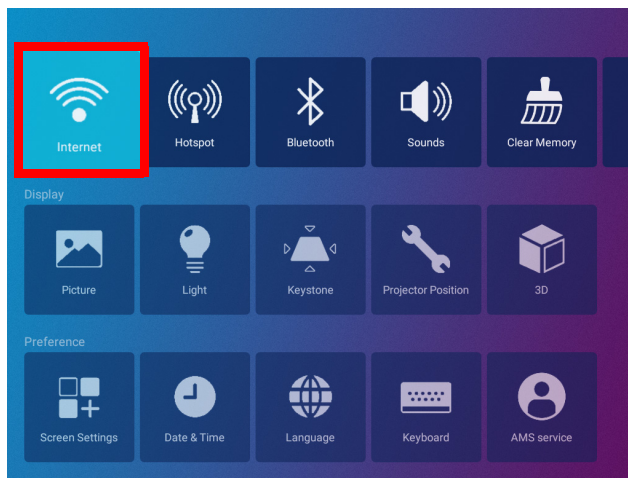 Internet
Hotspot
Bluetooth
Sounds
Clear Memory
Display
Picture
Light
Keystone
Projector Position
3D
Preference
Screen Settings
Date & Time
Language
Keyboard
AMS service